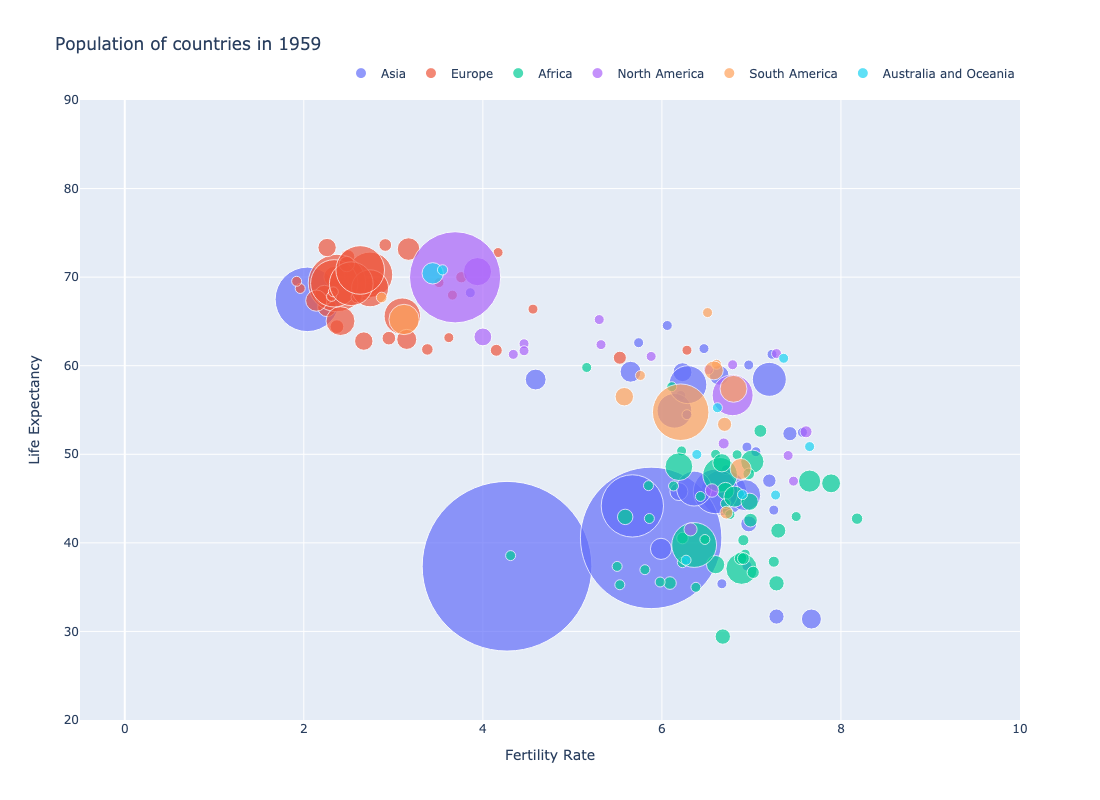 Population of countries in 1959
Asia Europe Africa North America South America Australia and Oceania
90
80
70
60
50
40
30
20
Life Expectancy
0 2 4 6 8 10
Fertility Rate